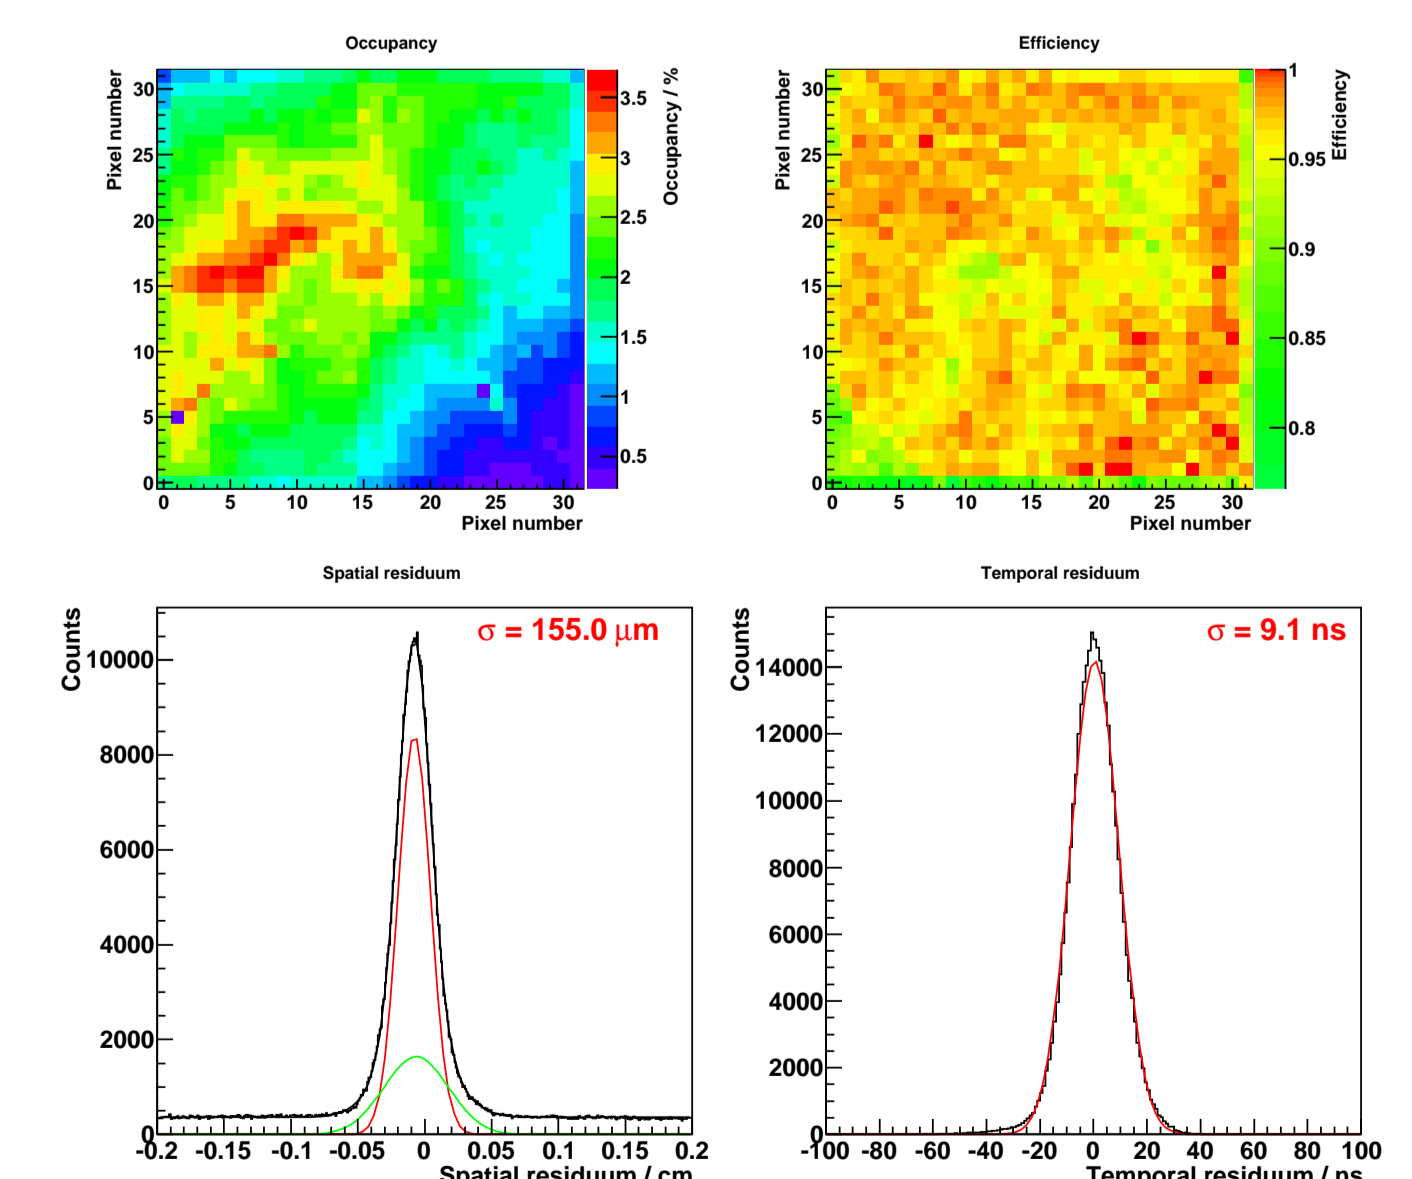 Occupancy
Pixel number
30
25
20
15
10
5
0
0 5 10 15 20 25 30
Pixel number
3.5
3
2.5
2
1.5
1
0.5
Occupancy / %
Efficiency
Pixel number
30
25
20
15
10
5
0
0 5 10 15 20 25 30
Pixel number
1
0.95
0.9
0.85
0.8
Efficiency
Spatial residuum
Counts
σ = 155.0 μm
10000
8000
6000
4000
2000
0
-0.2 -0.15 -0.1 -0.05 0 0.05 0.1 0.15 0.2
Spatial residuum / cm
Temporal residuum
Counts
σ = 9.1 ns
14000
12000
10000
8000
6000
4000
2000
0
-100 -80 -60 -40 -20 0 20 40 60 80 100
Temporal residuum / ns